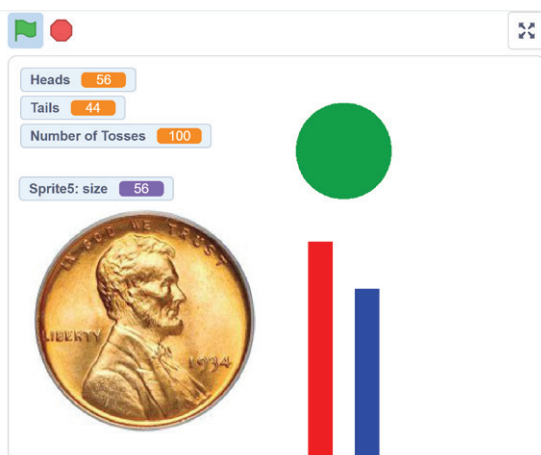 Heads 56
Tails 44
Number of Tosses 100
Sprite5: size 56
IN GOD WE TRUST
LIBERTY
1934